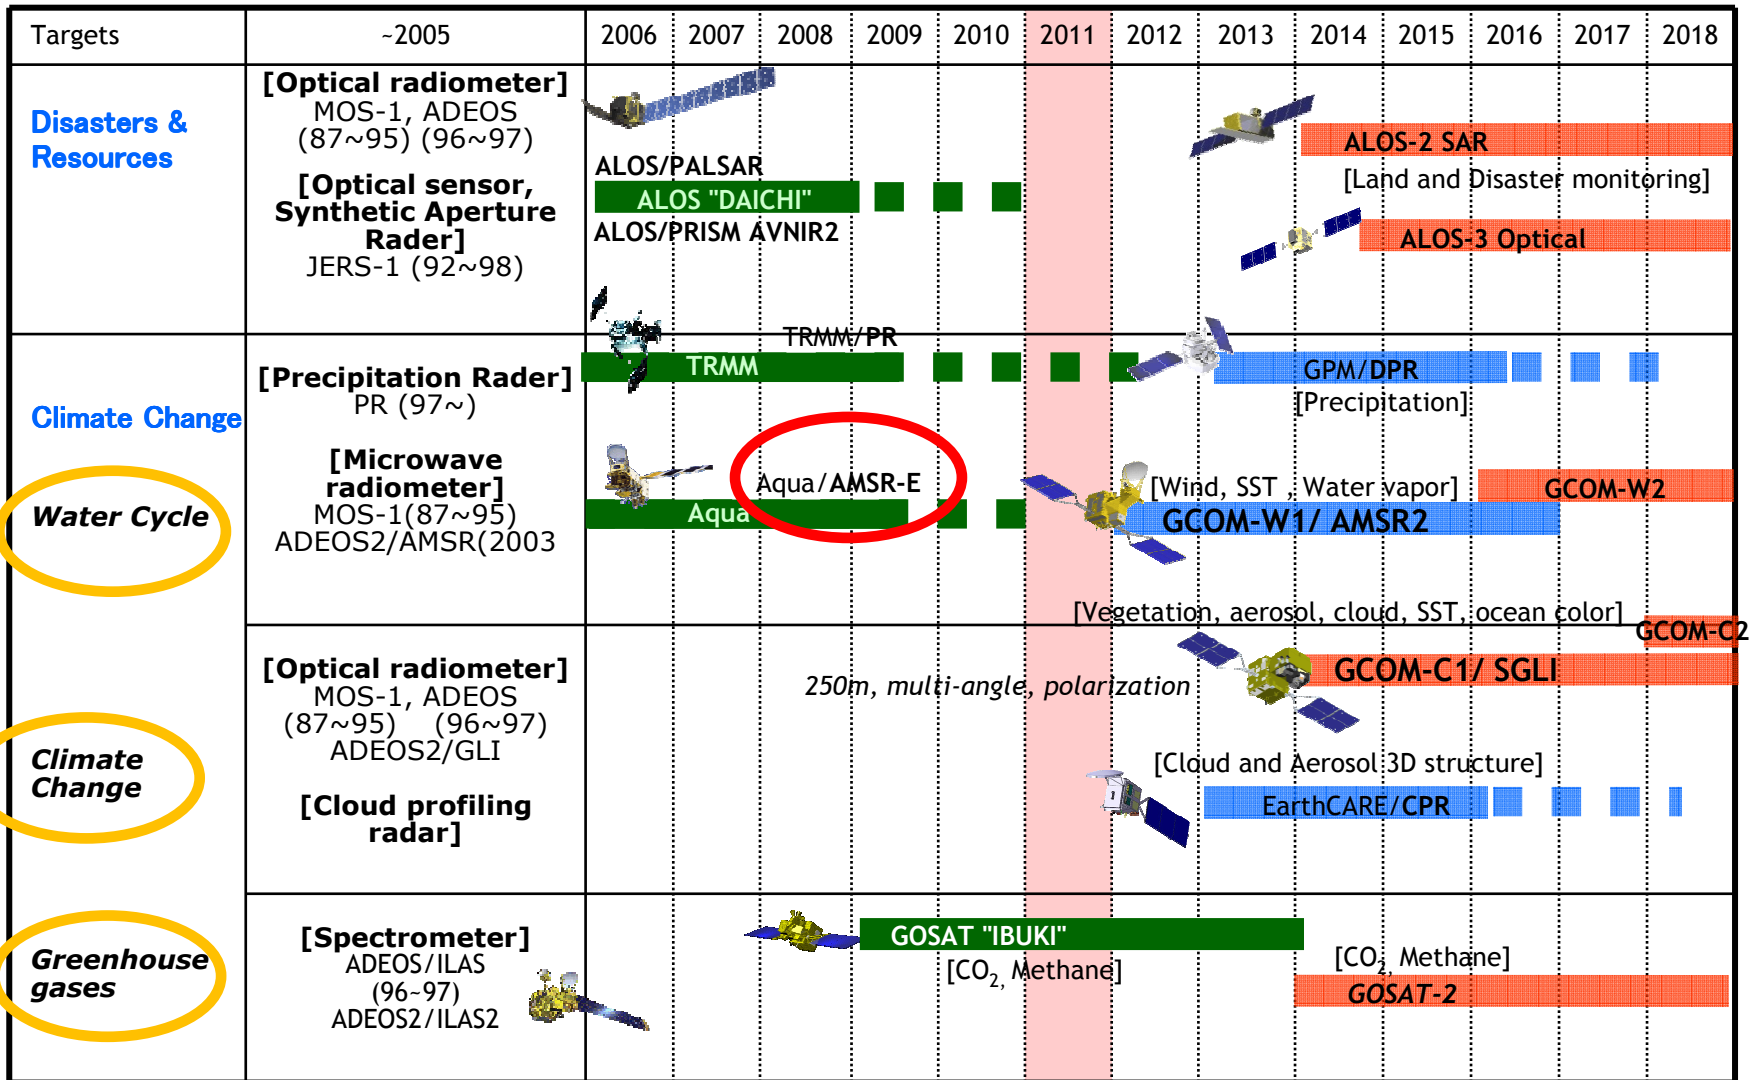 Targets
~2005
2006
2007
2008
2009
2010
2011
2012
2013
2014
2015
2016
2017
2018
Disasters &
Resources
[Optical radiometer]
MOS-1, ADEOS
(87~95) (96~97)
[Optical sensor,
Synthetic Aperture
Rader]
JERS-1 (92~98)
ALOS/PALSAR
ALOS "DAICHI"
ALOS/PRISM AVNIR2
ALOS-2 SAR
[Land and Disaster monitoring]
ALOS-3 Optical
Climate Change
[Precipitation Rader]
PR (97~)
TRMM/PR
TRMM
GPM/DPR
[Precipitation]
Water Cycle
[Microwave
radiometer]
MOS-1(87~95)
ADEOS2/AMSR(2003
Aqua/AMSR-E
Aqua
[Wind, SST , Water vapor]
GCOM-W2
GCOM-W1/ AMSR2
[Vegetation, aerosol, cloud, SST, ocean color]
GCOM-C2
Climate
Change
[Optical radiometer]
MOS-1, ADEOS
(87~95) (96~97)
ADEOS2/GLI
[Cloud profiling
radar]
250m, multi-angle, polarization
GCOM-C1/ SGLI
[Cloud and Aerosol 3D structure]
EarthCARE/CPR
Greenhouse
gases
[Spectrometer]
ADEOS/ILAS
(96~97)
ADEOS2/ILAS2
GOSAT "IBUKI"
[CO2, Methane]
[CO2, Methane]
GOSAT-2